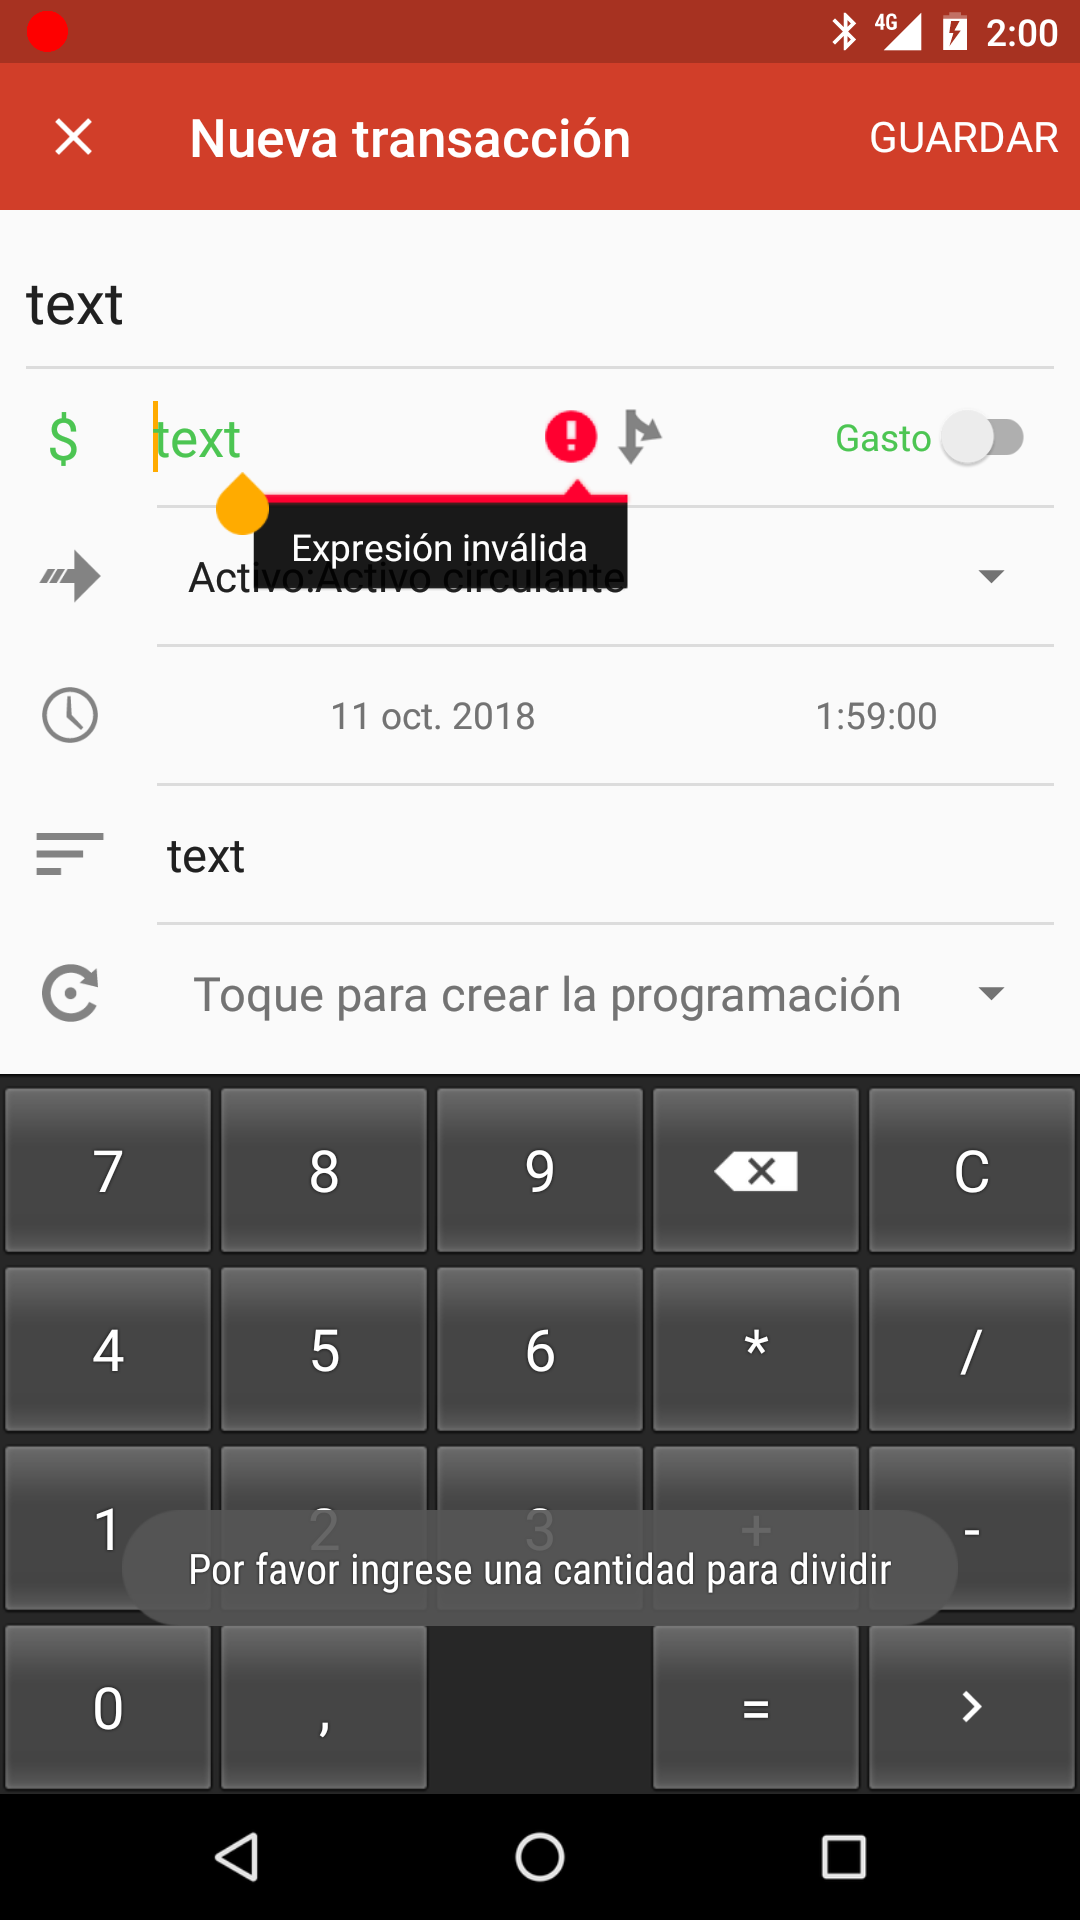 4G 2:00
Nueva transacción GUARDAR
text
$ text Gasto
Expresión inválida
Activo:Activo circulante
11 oct. 2018 1:59:00
text
Toque para crear la programación
7 8 9 C
4 5 6 * /
1 2 3 + -
Por favor ingrese una cantidad para dividir
0 , = >